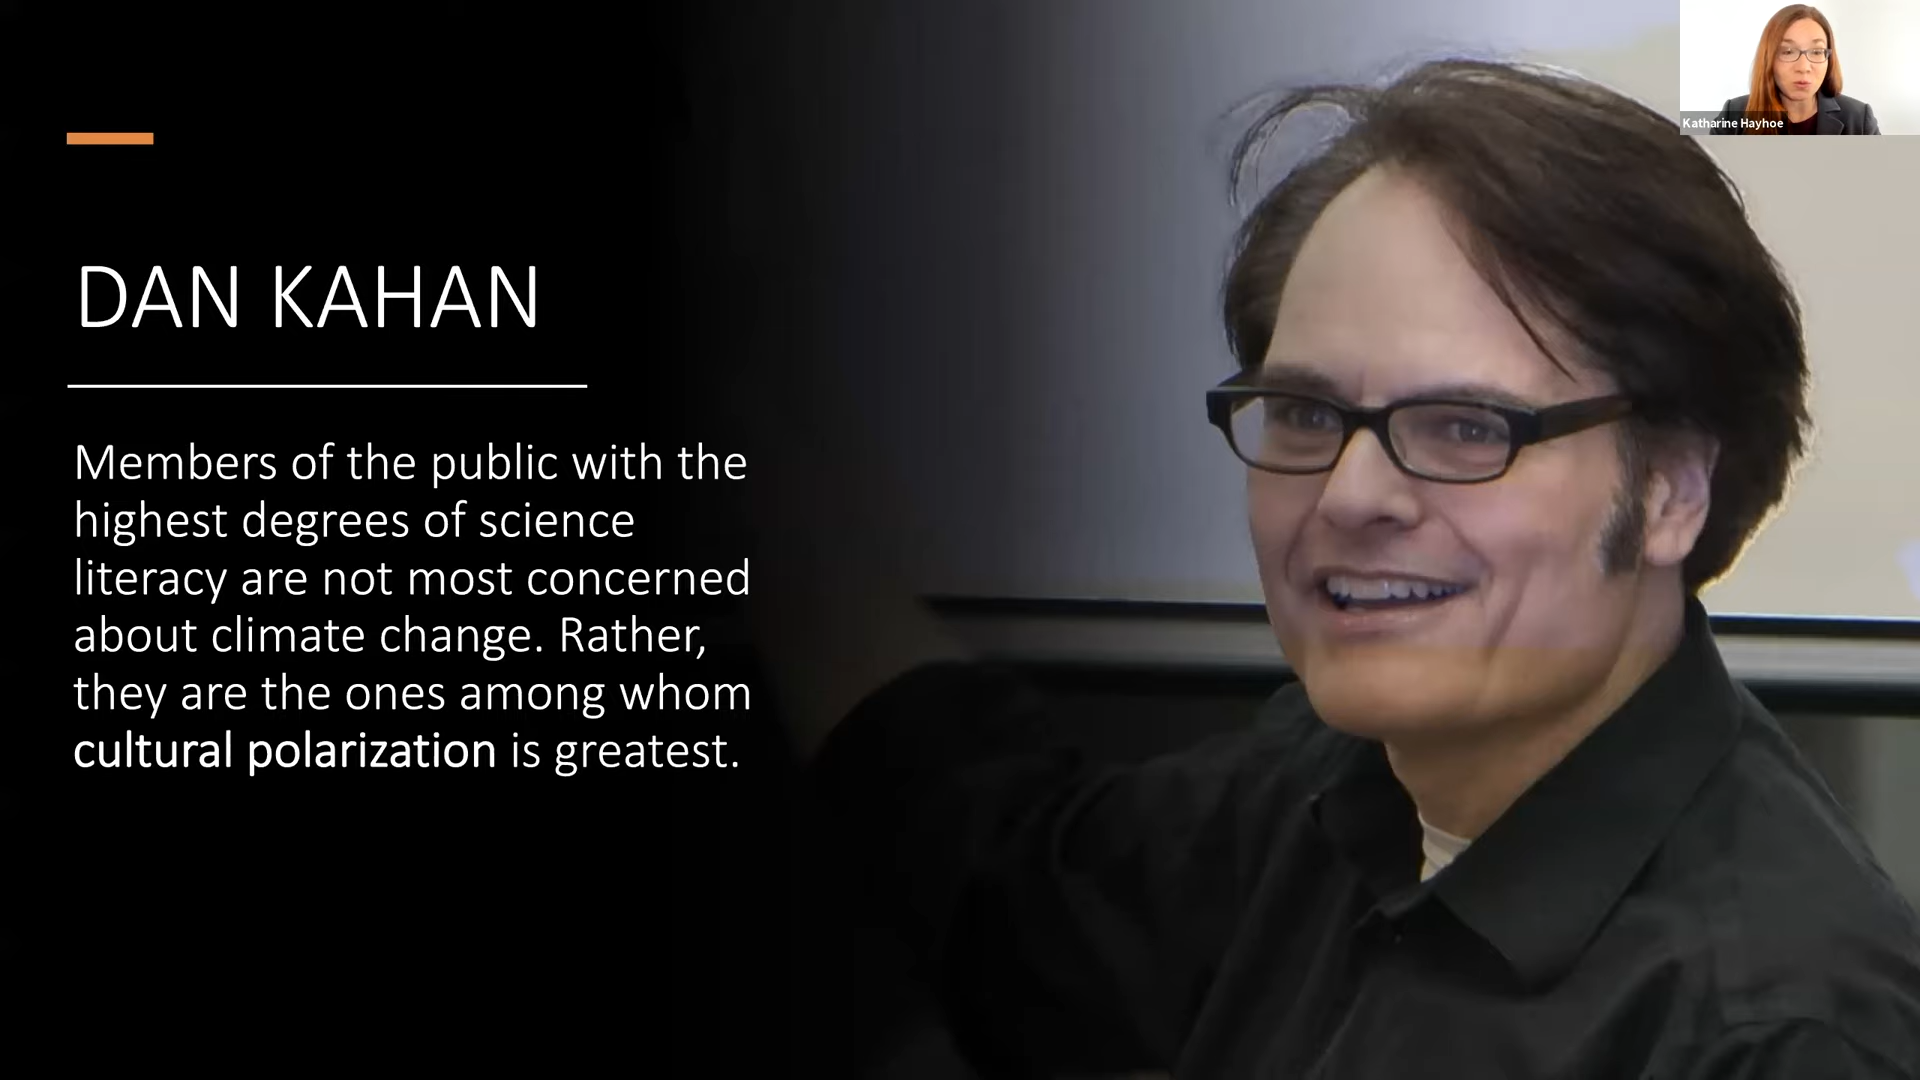 Katharine Hayhoe
DAN KAHAN
Members of the public with the
highest degrees of science
literacy are not most concerned
about climate change. Rather,
they are the ones among whom
cultural polarization is greatest.